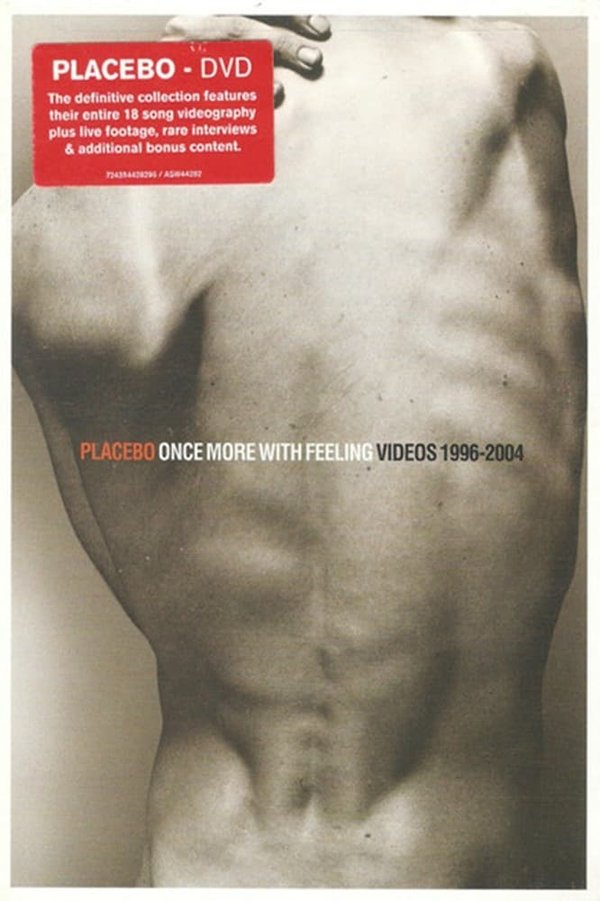 PLACEBO - DVD
The definitive collection features
their entire 18 song videography
plus live footage, rare interviews
& additional bonus content.
PLACEBO ONCE MORE WITH FEELING VIDEOS 1996-2004